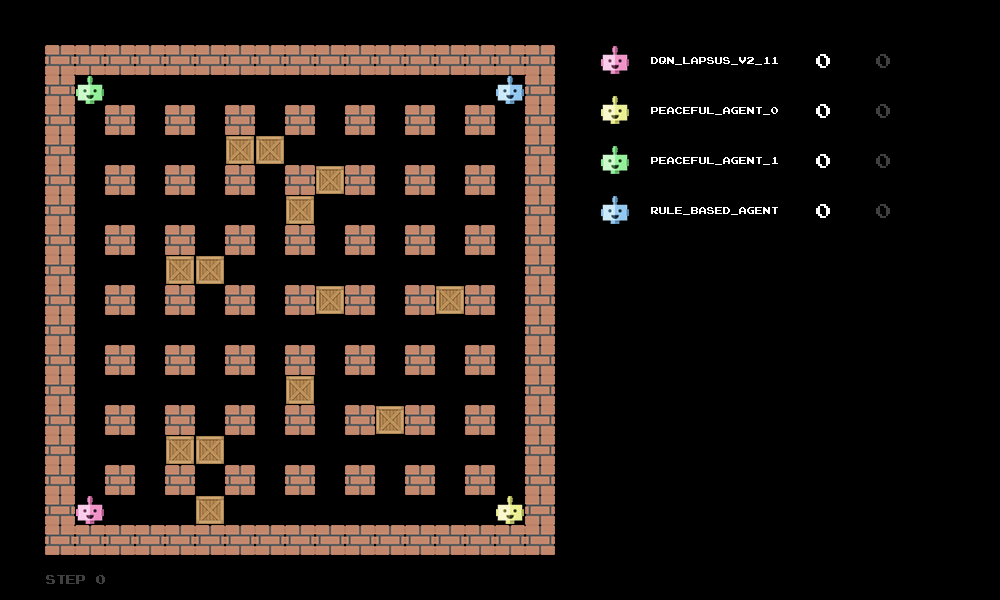 DQN_LAPSUS_V2_11 0 0
PEACEFUL_AGENT_0 0 0
PEACEFUL_AGENT_1 0 0
RULE_BASED_AGENT 0 0
STEP 0